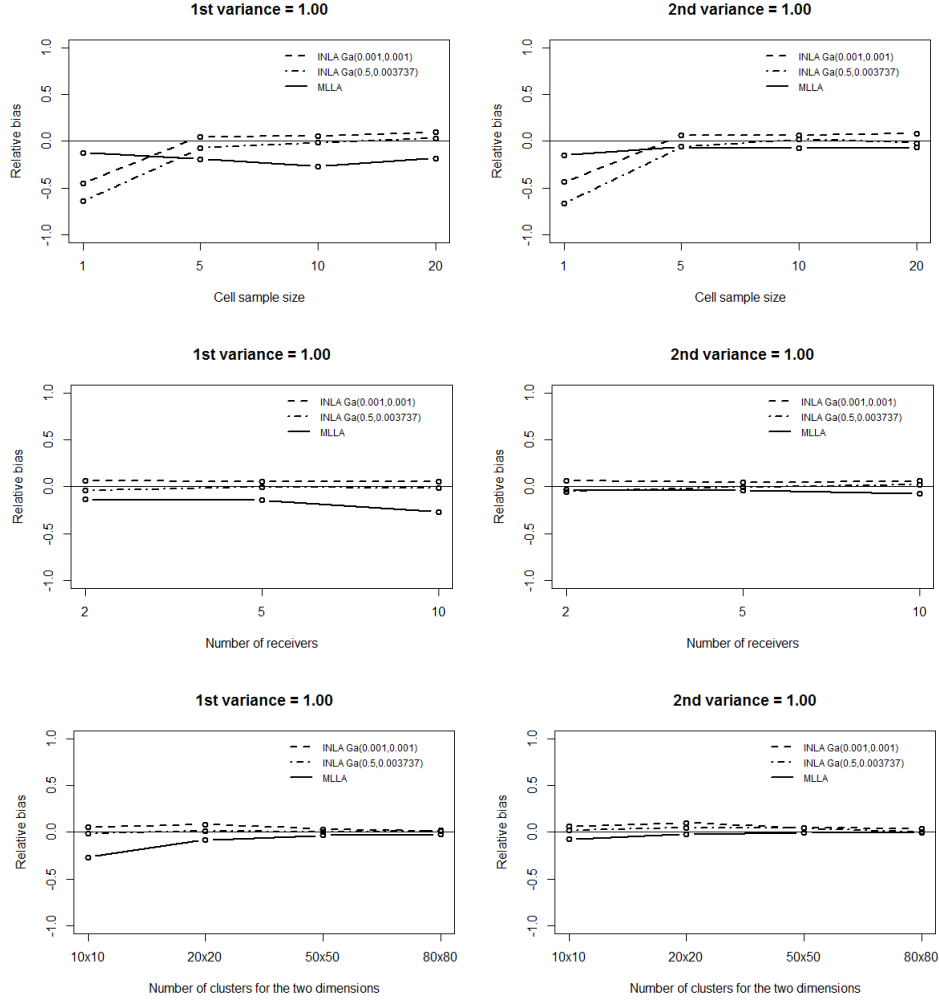 1st variance = 1.00
Relative bias
1.0
0.5
0.0
-0.5
-1.0
INLA Ga(0.001,0.001)
INLA Ga(0.5,0.003737)
MLLA
1 5 10 20
Cell sample size
2nd variance = 1.00
Relative bias
1.0
0.5
0.0
-0.5
-1.0
INLA Ga(0.001,0.001)
INLA Ga(0.5,0.003737)
MLLA
1 5 10 20
Cell sample size
1st variance = 1.00
Relative bias
1.0
0.5
0.0
-0.5
-1.0
INLA Ga(0.001,0.001)
INLA Ga(0.5,0.003737)
MLLA
2 5 10
Number of receivers
2nd variance = 1.00
Relative bias
1.0
0.5
0.0
-0.5
-1.0
INLA Ga(0.001,0.001)
INLA Ga(0.5,0.003737)
MLLA
2 5 10
Number of receivers
1st variance = 1.00
Relative bias
1.0
0.5
0.0
-0.5
-1.0
INLA Ga(0.001,0.001)
INLA Ga(0.5,0.003737)
MLLA
10x10 20x20 50x50 80x80
Number of clusters for the two dimensions
2nd variance = 1.00
Relative bias
1.0
0.5
0.0
-0.5
-1.0
INLA Ga(0.001,0.001)
INLA Ga(0.5,0.003737)
MLLA
10x10 20x20 50x50 80x80
Number of clusters for the two dimensions